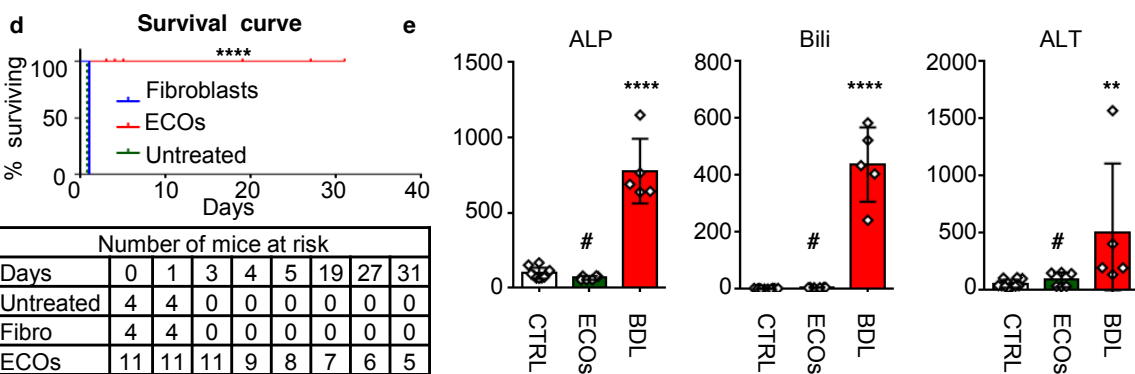 d
Survival curve
****
% surviving
100
50
0
Fibroblasts
ECOs
Untreated
0 10 20 30 40
Days
Number of mice at risk
Days 0 1 3 4 5 19 27 31
Untreated 4 4 0 0 0 0 0 0
Fibro 4 4 0 0 0 0 0 0
ECOs 11 11 11 9 8 7 6 5
e
ALP
1500
1000
500
0
#
****
CTRL ECOs BDL
Bili
800
600
400
200
0
#
****
CTRL ECOs BDL
ALT
2000
1500
1000
500
0
#
**
CTRL ECOs BDL